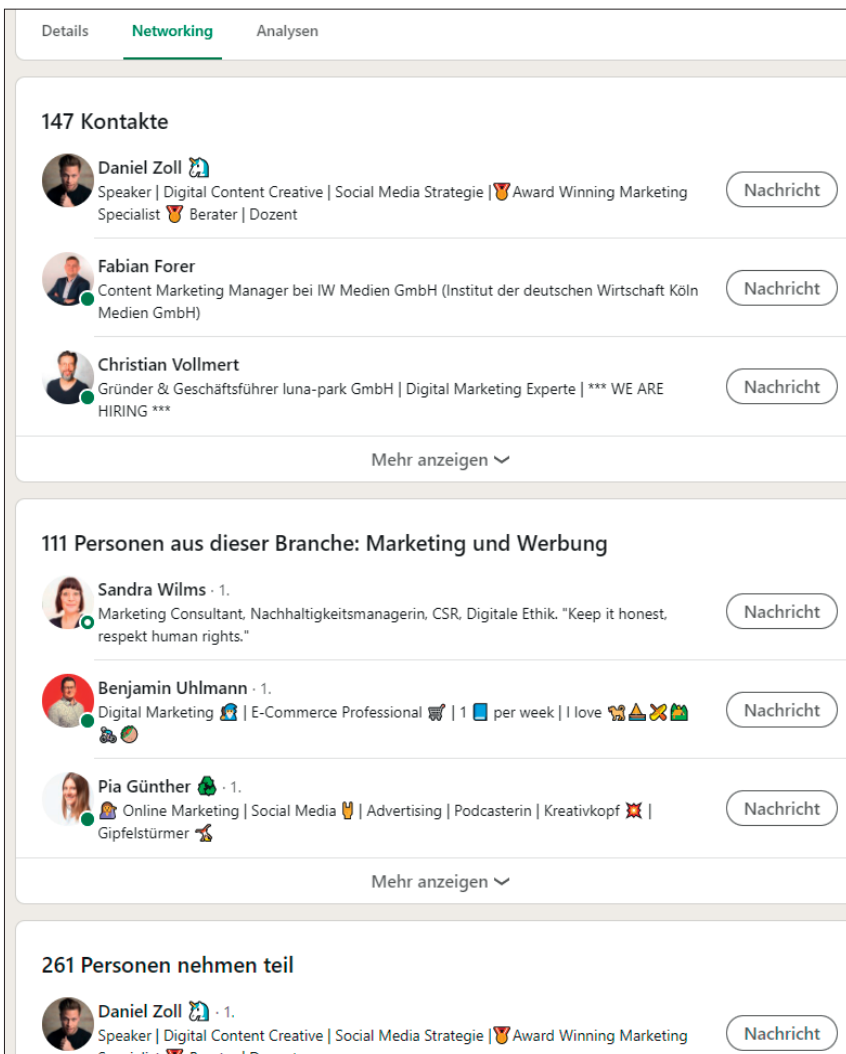 Details Networking Analysen
147 Kontakte
Daniel Zoll 🦄
Speaker | Digital Content Creative | Social Media Strategie | 🏅 Award Winning Marketing
Specialist 🏅 Berater | Dozent
Nachricht
Fabian Forer
Content Marketing Manager bei IW Medien GmbH (Institut der deutschen Wirtschaft Köln
Medien GmbH)
Nachricht
Christian Vollmert
Gründer & Geschäftsführer luna-park GmbH | Digital Marketing Experte | *** WE ARE
HIRING ***
Nachricht
Mehr anzeigen
111 Personen aus dieser Branche: Marketing und Werbung
Sandra Wilms · 1.
Marketing Consultant, Nachhaltigkeitsmanagerin, CSR, Digitale Ethik. "Keep it honest,
respekt human rights."
Nachricht
Benjamin Uhlmann · 1.
Digital Marketing | E-Commerce Professional 🛒 | 1 📘 per week | I love
Nachricht
Pia Günther · 1.
Online Marketing | Social Media 🤘 | Advertising | Podcasterin | Kreativkopf 💥 |
Gipfelstürmer
Nachricht
Mehr anzeigen
261 Personen nehmen teil
Daniel Zoll 🦄 · 1.
Speaker | Digital Content Creative | Social Media Strategie | 🏅 Award Winning Marketing
Nachricht